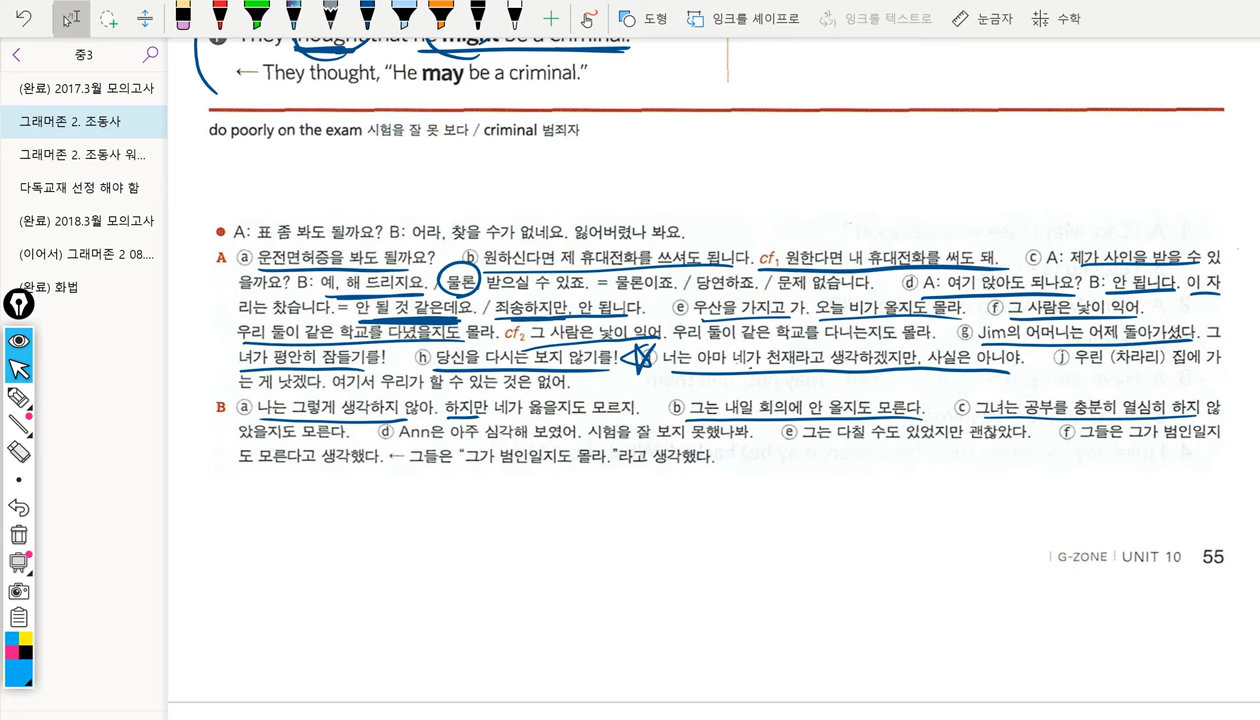 도형
잉크를 셰이프로
잉크를 텍스트로
눈금자
수학
중3
(완료) 2017.3월 모의고사
그래머존 2. 조동사
그래머존 2. 조동사 워...
다독교재 선정 해야 함
(완료) 2018.3월 모의고사
(이어서) 그래머존 2 08....
(완료) 화법
They thought that he might be a criminal.
← They thought, “He may be a criminal.”
do poorly on the exam 시험을 잘 못 보다 / criminal 범죄자
● A: 표 좀 봐도 될까요? B: 어라, 찾을 수가 없네요. 잃어버렸나 봐요.
A ⓐ 운전면허증을 봐도 될까요? ⓑ 원하신다면 제 휴대전화를 쓰셔도 됩니다. cf1 원한다면 내 휴대전화를 써도 돼. ⓒ A: 제가 사인을 받을 수 있
을까요? B: 예, 해 드리지요. / 물론 받으실 수 있죠. = 물론이죠. / 당연하죠. / 문제 없습니다. ⓓ A: 여기 앉아도 되나요? B: 안 됩니다. 이 자
리는 찼습니다. = 안 될 것 같은데요. / 죄송하지만, 안 됩니다. ⓔ 우산을 가지고 가. 오늘 비가 올지도 몰라. ⓕ 그 사람은 낯이 익어.
우리 둘이 같은 학교를 다녔을지도 몰라. cf2 그 사람은 낯이 익어. 우리 둘이 같은 학교를 다니는지도 몰라. ⓖ Jim의 어머니는 어제 돌아가셨다. 그
녀가 평안히 잠들기를! ⓗ 당신을 다시는 보지 않기를! 너는 아마 네가 천재라고 생각하겠지만, 사실은 아니야. ⓙ 우린 (차라리) 집에 가
는 게 낫겠다. 여기서 우리가 할 수 있는 것은 없어.
B ⓐ 나는 그렇게 생각하지 않아. 하지만 네가 옳을지도 모르지. ⓑ 그는 내일 회의에 안 올지도 모른다. ⓒ 그녀는 공부를 충분히 열심히 하지 않
았을지도 모른다. ⓓ Ann은 아주 심각해 보였어. 시험을 잘 보지 못했나봐. ⓔ 그는 다칠 수도 있었지만 괜찮았다. ⓕ 그들은 그가 범인일지
도 모른다고 생각했다. ← 그들은 “그가 범인일지도 몰라.”라고 생각했다.
G-ZONE UNIT 10 55